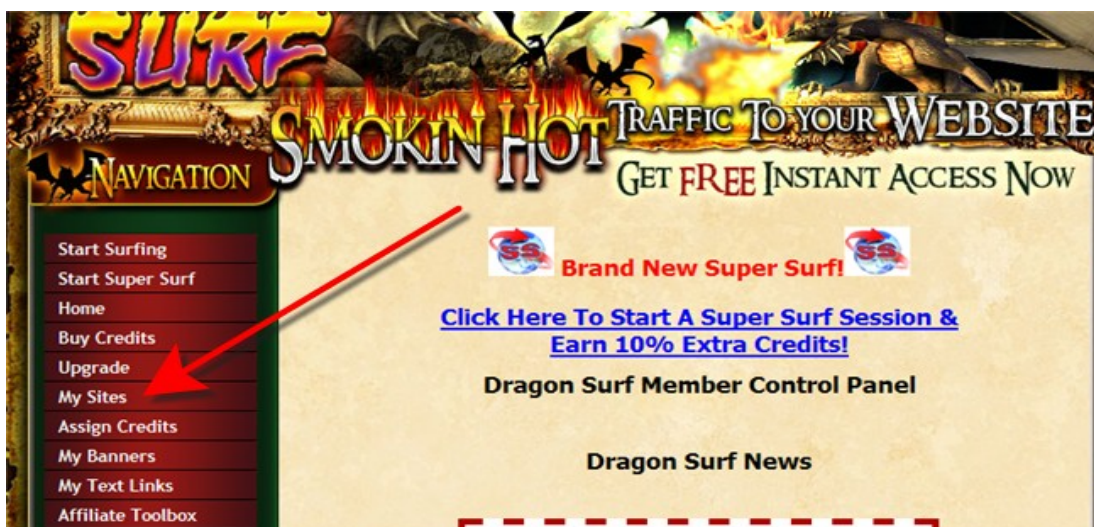 SURF
SMOKIN HOT TRAFFIC TO YOUR WEBSITE
GET FREE INSTANT ACCESS NOW
NAVIGATION
Start Surfing
Start Super Surf
Home
Buy Credits
Upgrade
My Sites
Assign Credits
My Banners
My Text Links
Affiliate Toolbox
SS Brand New Super Surf! SS
Click Here To Start A Super Surf Session &
Earn 10% Extra Credits!
Dragon Surf Member Control Panel
Dragon Surf News